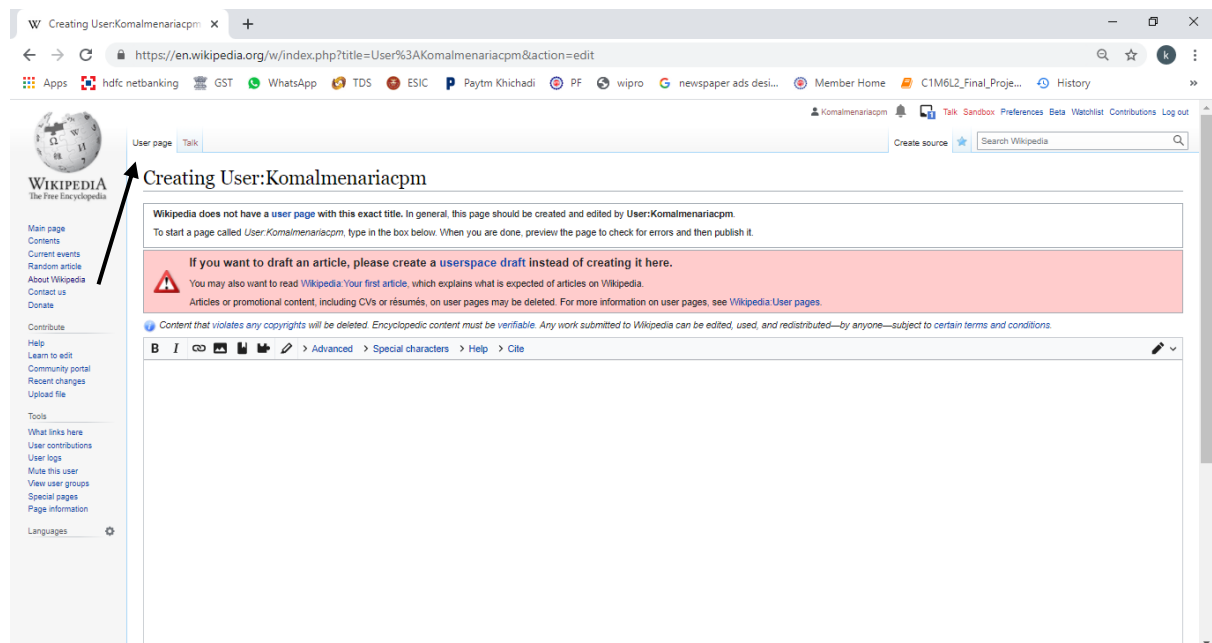 W Creating User:Komalmenariacpm
https://en.wikipedia.org/w/index.php?title=User%3AKomalmenariacpm&action=edit
k
Apps hdfc netbanking GST WhatsApp TDS ESIC Paytm Khichadi PF wipro newspaper ads desi... Member Home C1M6L2_Final_Proje... History »
Komalmenariacpm 1 Talk Sandbox Preferences Beta Watchlist Contributions Log out
User page Talk Create source Search Wikipedia
WIKIPEDIA
The Free Encyclopedia
Main page
Contents
Current events
Random article
About Wikipedia
Contact us
Donate
Contribute
Help
Learn to edit
Community portal
Recent changes
Upload file
Tools
What links here
User contributions
User logs
Mute this user
View user groups
Special pages
Page information
Languages
Creating User:Komalmenariacpm
Wikipedia does not have a user page with this exact title. In general, this page should be created and edited by User:Komalmenariacpm.
To start a page called User:Komalmenariacpm, type in the box below. When you are done, preview the page to check for errors and then publish it.
If you want to draft an article, please create a userspace draft instead of creating it here.
You may also want to read Wikipedia:Your first article, which explains what is expected of articles on Wikipedia.
Articles or promotional content, including CVs or résumés, on user pages may be deleted. For more information on user pages, see Wikipedia:User pages.
Content that violates any copyrights will be deleted. Encyclopedic content must be verifiable. Any work submitted to Wikipedia can be edited, used, and redistributed—by anyone—subject to certain terms and conditions.
B I > Advanced > Special characters > Help > Cite